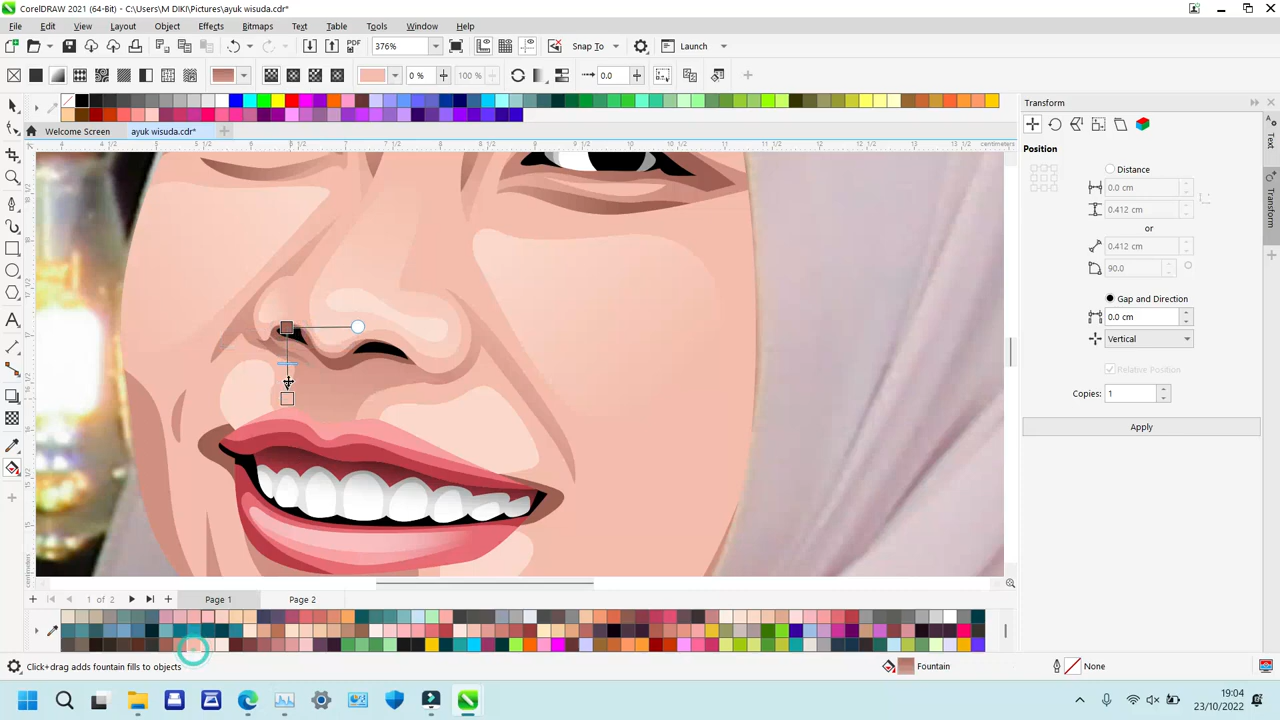 CorelDRAW 2021 (64-Bit) - C:\Users\M DIKI\Pictures\ayuk wisuda.cdr*
File Edit View Layout Object Effects Bitmaps Text Table Tools Window Help
PDF 376% Snap To Launch
0 % 100 % 0.0
Welcome Screen ayuk wisuda.cdr*
centimeters
Transform
Position
Distance
0.0 cm
0.412 cm
or
0.412 cm
90.0
Gap and Direction
0.0 cm
Vertical
Relative Position
Copies: 1
Apply
Text
Transform
1 of 2 Page 1 Page 2
Click+drag adds fountain fills to objects Fountain None
19:04
23/10/2022